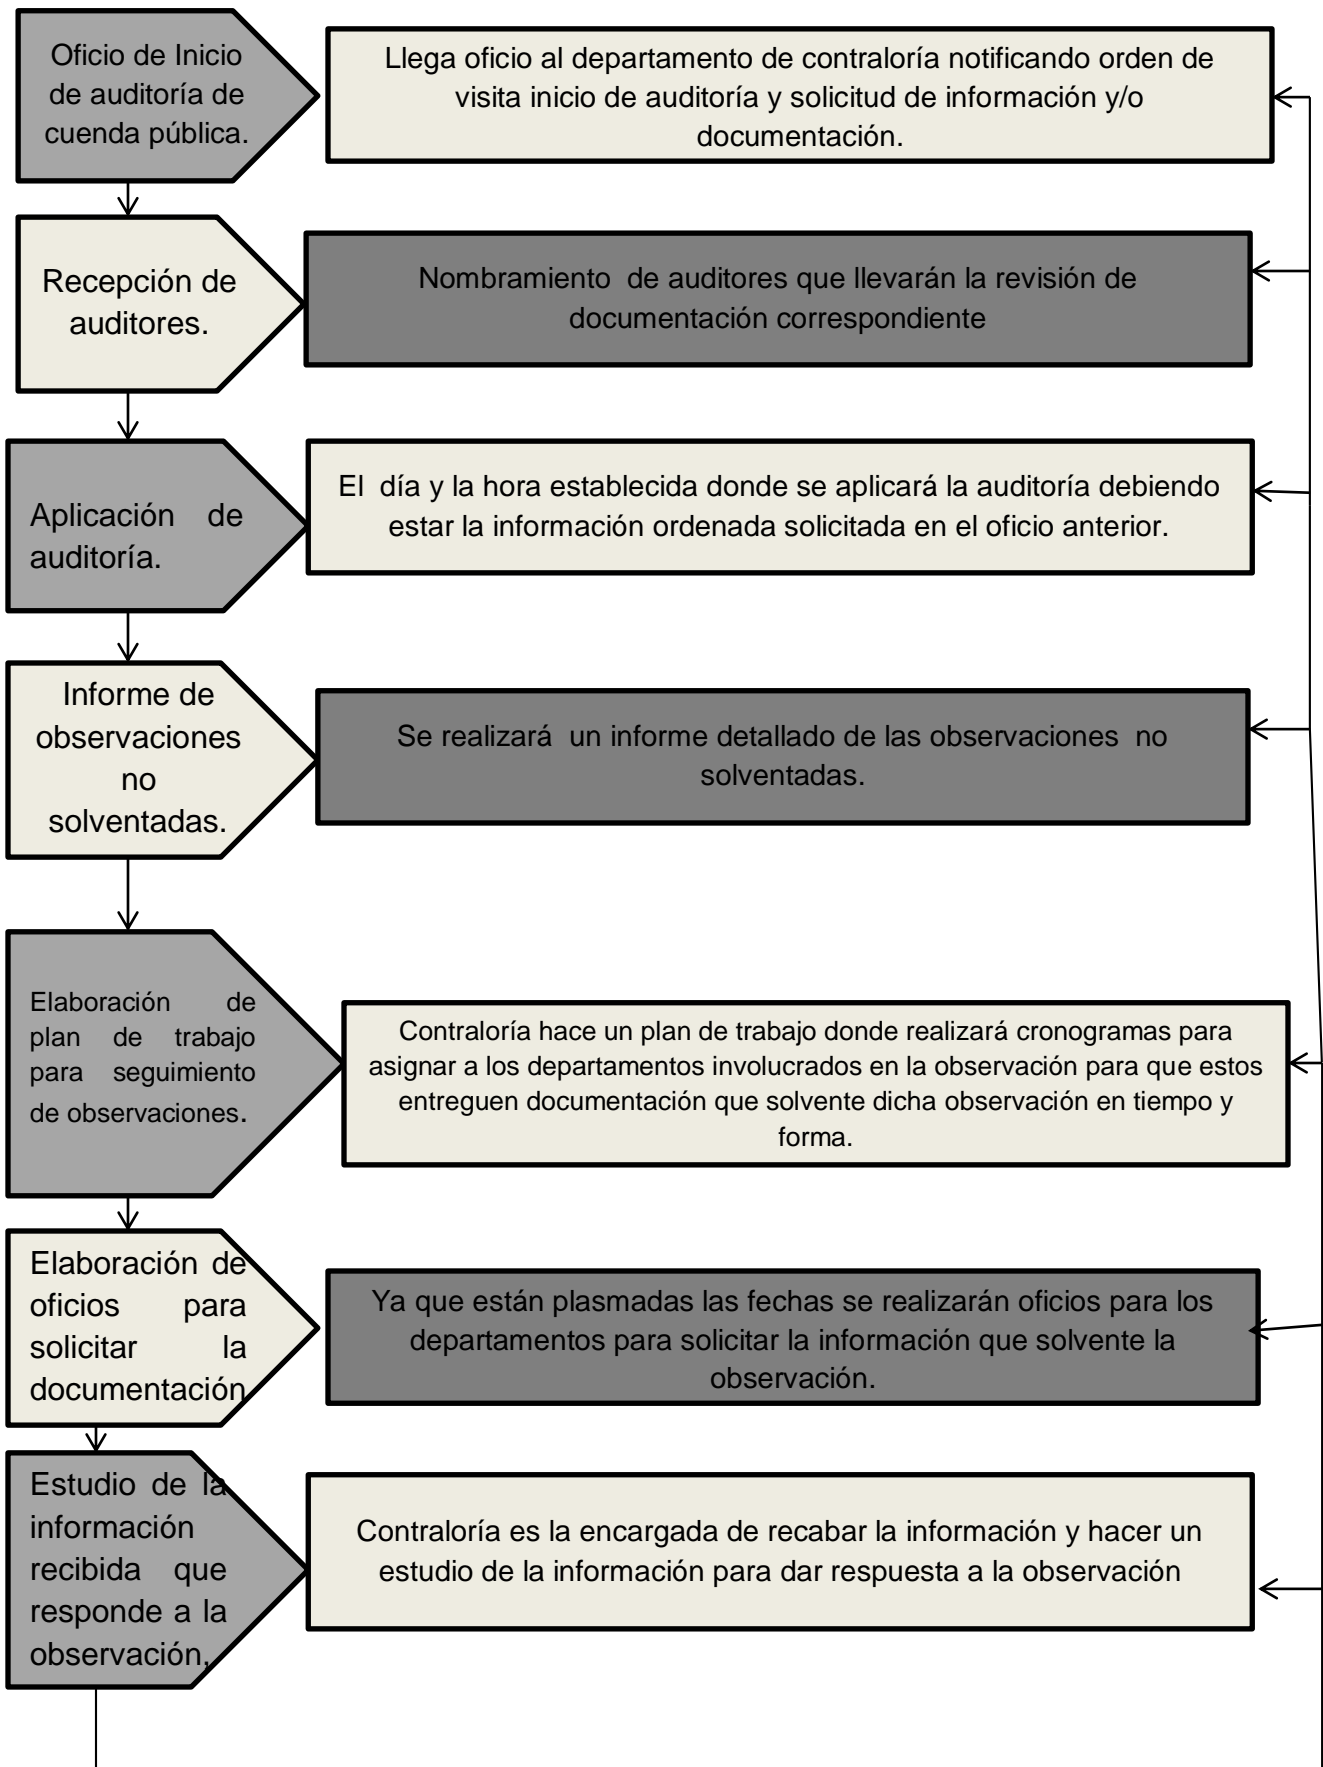 Oficio de Inicio
de auditoría de
cuenda pública.
Llega oficio al departamento de contraloría notificando orden de
visita inicio de auditoría y solicitud de información y/o
documentación.
Recepción de
auditores.
Nombramiento de auditores que llevarán la revisión de
documentación correspondiente
Aplicación de
auditoría.
El día y la hora establecida donde se aplicará la auditoría debiendo
estar la información ordenada solicitada en el oficio anterior.
Informe de
observaciones
no
solventadas.
Se realizará un informe detallado de las observaciones no
solventadas.
Elaboración de
plan de trabajo
para seguimiento
de observaciones.
Contraloría hace un plan de trabajo donde realizará cronogramas para
asignar a los departamentos involucrados en la observación para que estos
entreguen documentación que solvente dicha observación en tiempo y
forma.
Elaboración de
oficios para
solicitar la
documentación
Ya que están plasmadas las fechas se realizarán oficios para los
departamentos para solicitar la información que solvente la
observación.
Estudio de la
información
recibida que
responde a la
observación,
Contraloría es la encargada de recabar la información y hacer un
estudio de la información para dar respuesta a la observación